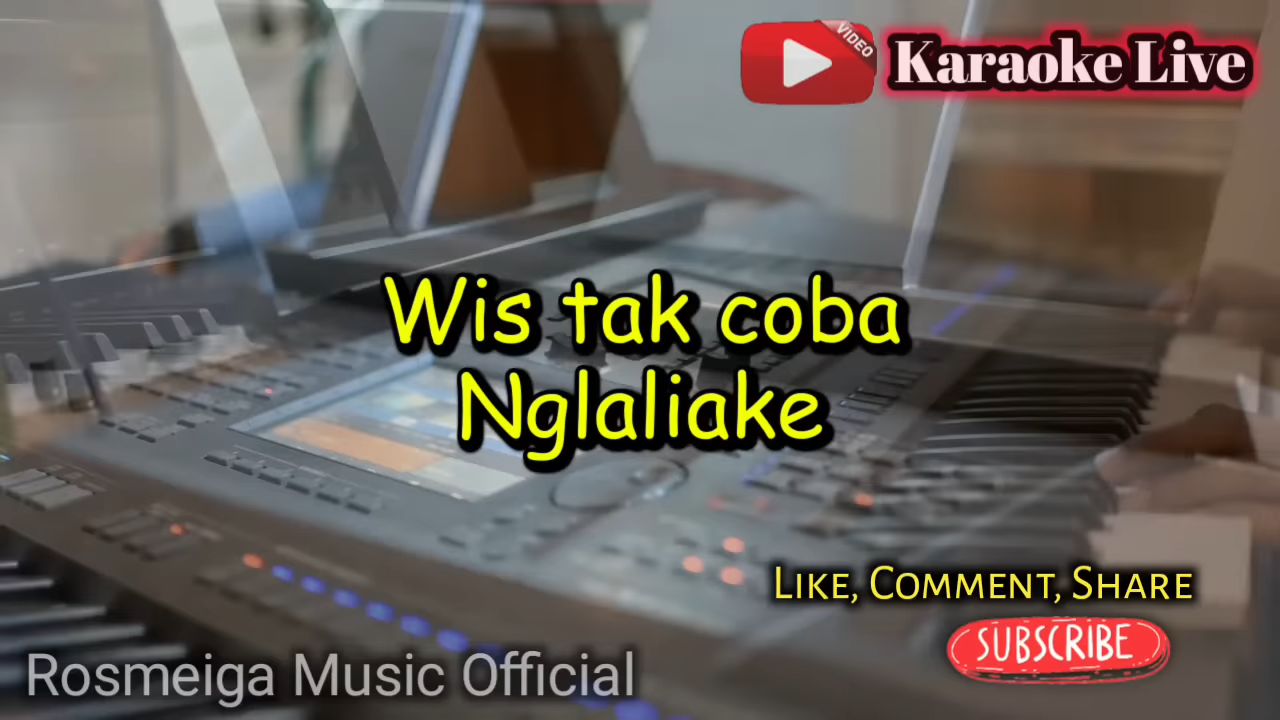 VIDEO
Karaoke Live
Wis tak coba
Nglaliake
Like, Comment, Share
SUBSCRIBE
Rosmeiga Music Official